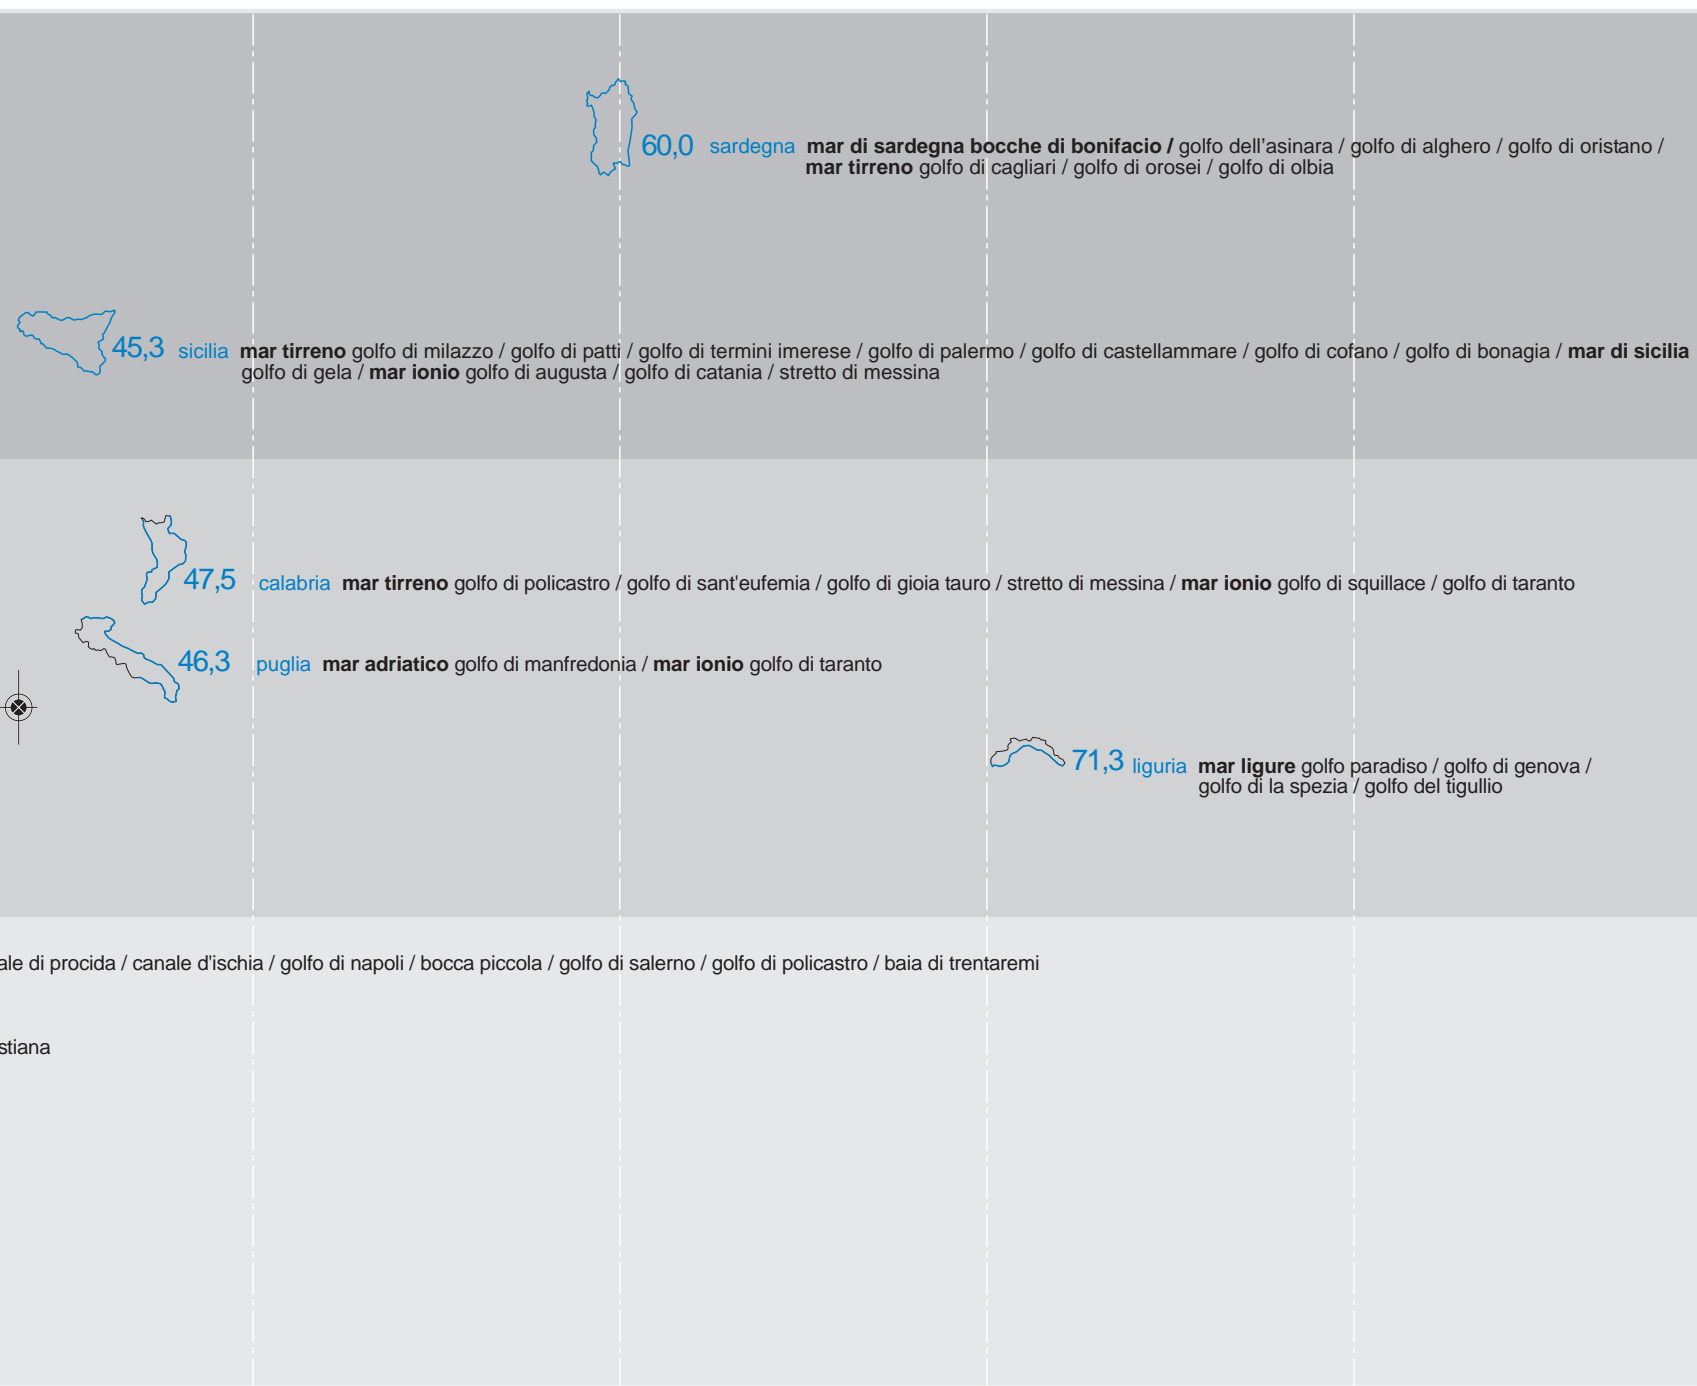 60,0 sardegna mar di sardegna bocche di bonifacio / golfo dell'asinara / golfo di alghero / golfo di oristano /
mar tirreno golfo di cagliari / golfo di orosei / golfo di olbia
45,3 sicilia mar tirreno golfo di milazzo / golfo di patti / golfo di termini imerese / golfo di palermo / golfo di castellammare / golfo di cofano / golfo di bonagia / mar di sicilia
golfo di gela / mar ionio golfo di augusta / golfo di catania / stretto di messina
47,5 calabria mar tirreno golfo di policastro / golfo di sant'eufemia / golfo di gioia tauro / stretto di messina / mar ionio golfo di squillace / golfo di taranto
46,3 puglia mar adriatico golfo di manfredonia / mar ionio golfo di taranto
71,3 liguria mar ligure golfo paradiso / golfo di genova /
golfo di la spezia / golfo del tigullio
ale di procida / canale d'ischia / golfo di napoli / bocca piccola / golfo di salerno / golfo di policastro / baia di trentaremi
stiana